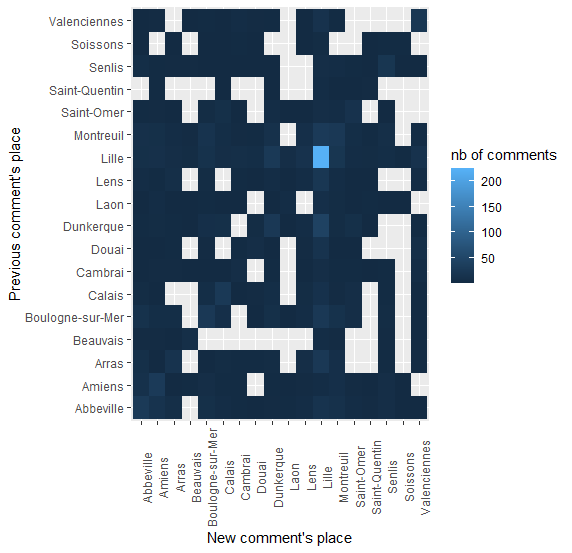 Previous comment's place
Valenciennes
Soissons
Senlis
Saint-Quentin
Saint-Omer
Montreuil
Lille
Lens
Laon
Dunkerque
Douai
Cambrai
Calais
Boulogne-sur-Mer
Beauvais
Arras
Amiens
Abbeville
nb of comments
200
150
100
50
Abbeville
Amiens
Arras
Beauvais
Boulogne-sur-Mer
Calais
Cambrai
Douai
Dunkerque
Laon
Lens
Lille
Montreuil
Saint-Omer
Saint-Quentin
Senlis
Soissons
Valenciennes
New comment's place